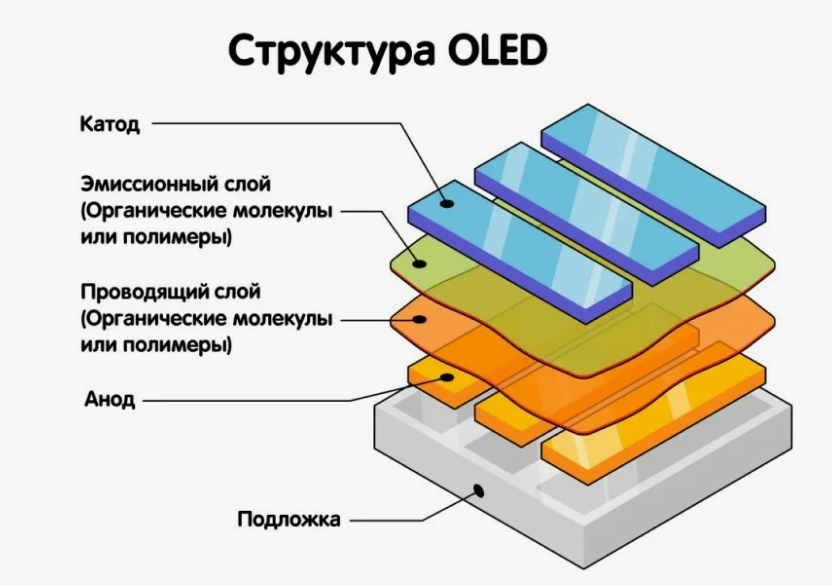 Структура OLED
Катод
Эмиссионный слой
(Органические молекулы
или полимеры)
Проводящий слой
(Органические молекулы
или полимеры)
Анод
Подложка